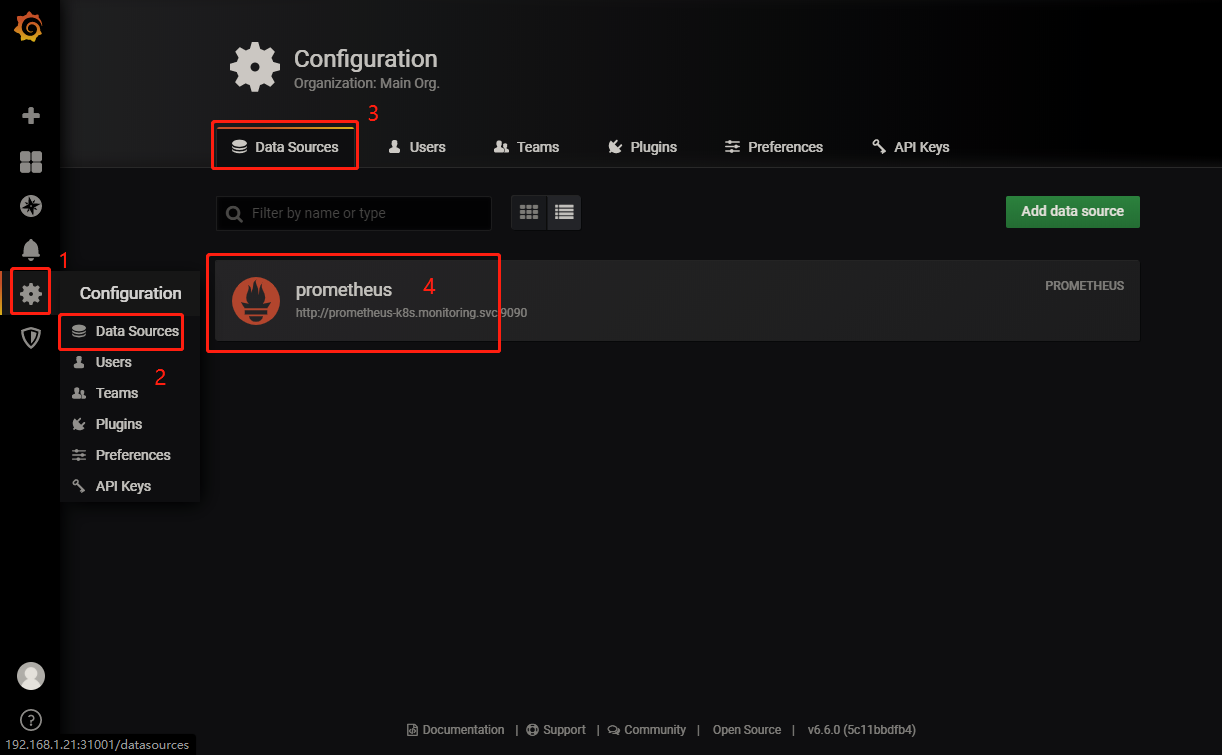 Configuration
Organization: Main Org.
3
Data Sources
Users
Teams
Plugins
Preferences
API Keys
Filter by name or type
Add data source
1
Configuration
Data Sources
Users
2
Teams
Plugins
Preferences
API Keys
prometheus
4
PROMETHEUS
http://prometheus-k8s.monitoring.svc:9090
Documentation | Support | Community | Open Source | v6.6.0 (5c11bbdfb4)
?
192.168.1.21:31001/datasources